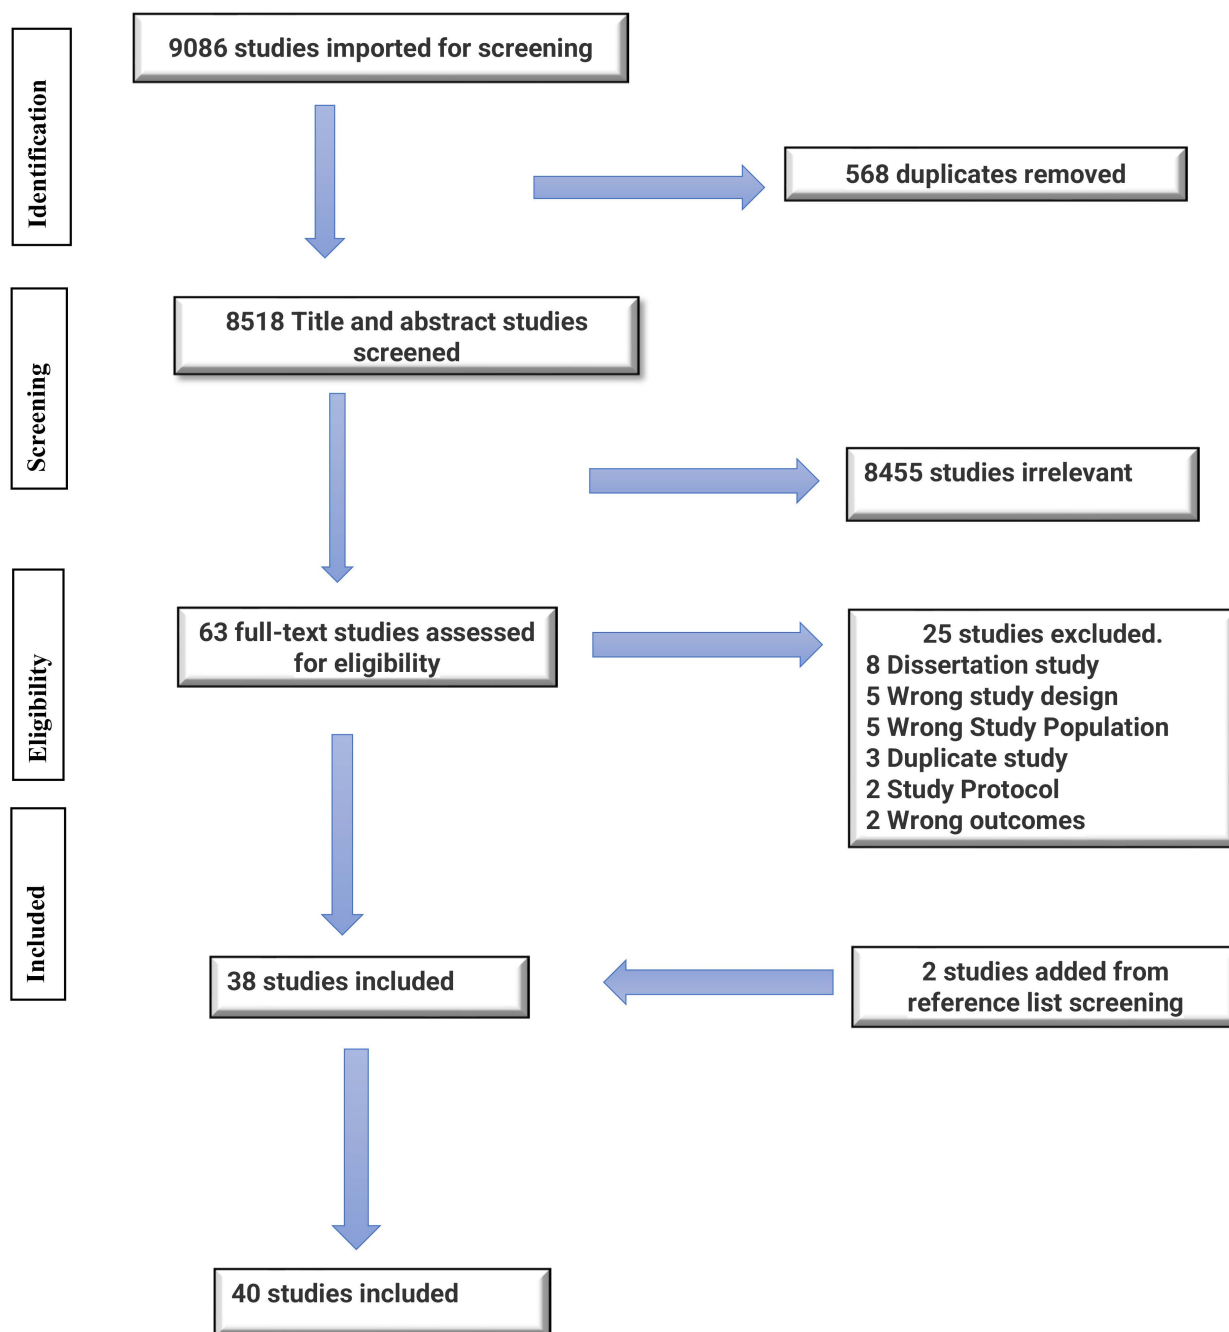 Identification
9086 studies imported for screening
568 duplicates removed
Screening
8518 Title and abstract studies
screened
8455 studies irrelevant
Eligibility
63 full-text studies assessed
for eligibility
25 studies excluded.
8 Dissertation study
5 Wrong study design
5 Wrong Study Population
3 Duplicate study
2 Study Protocol
2 Wrong outcomes
Included
38 studies included
2 studies added from
reference list screening
40 studies included